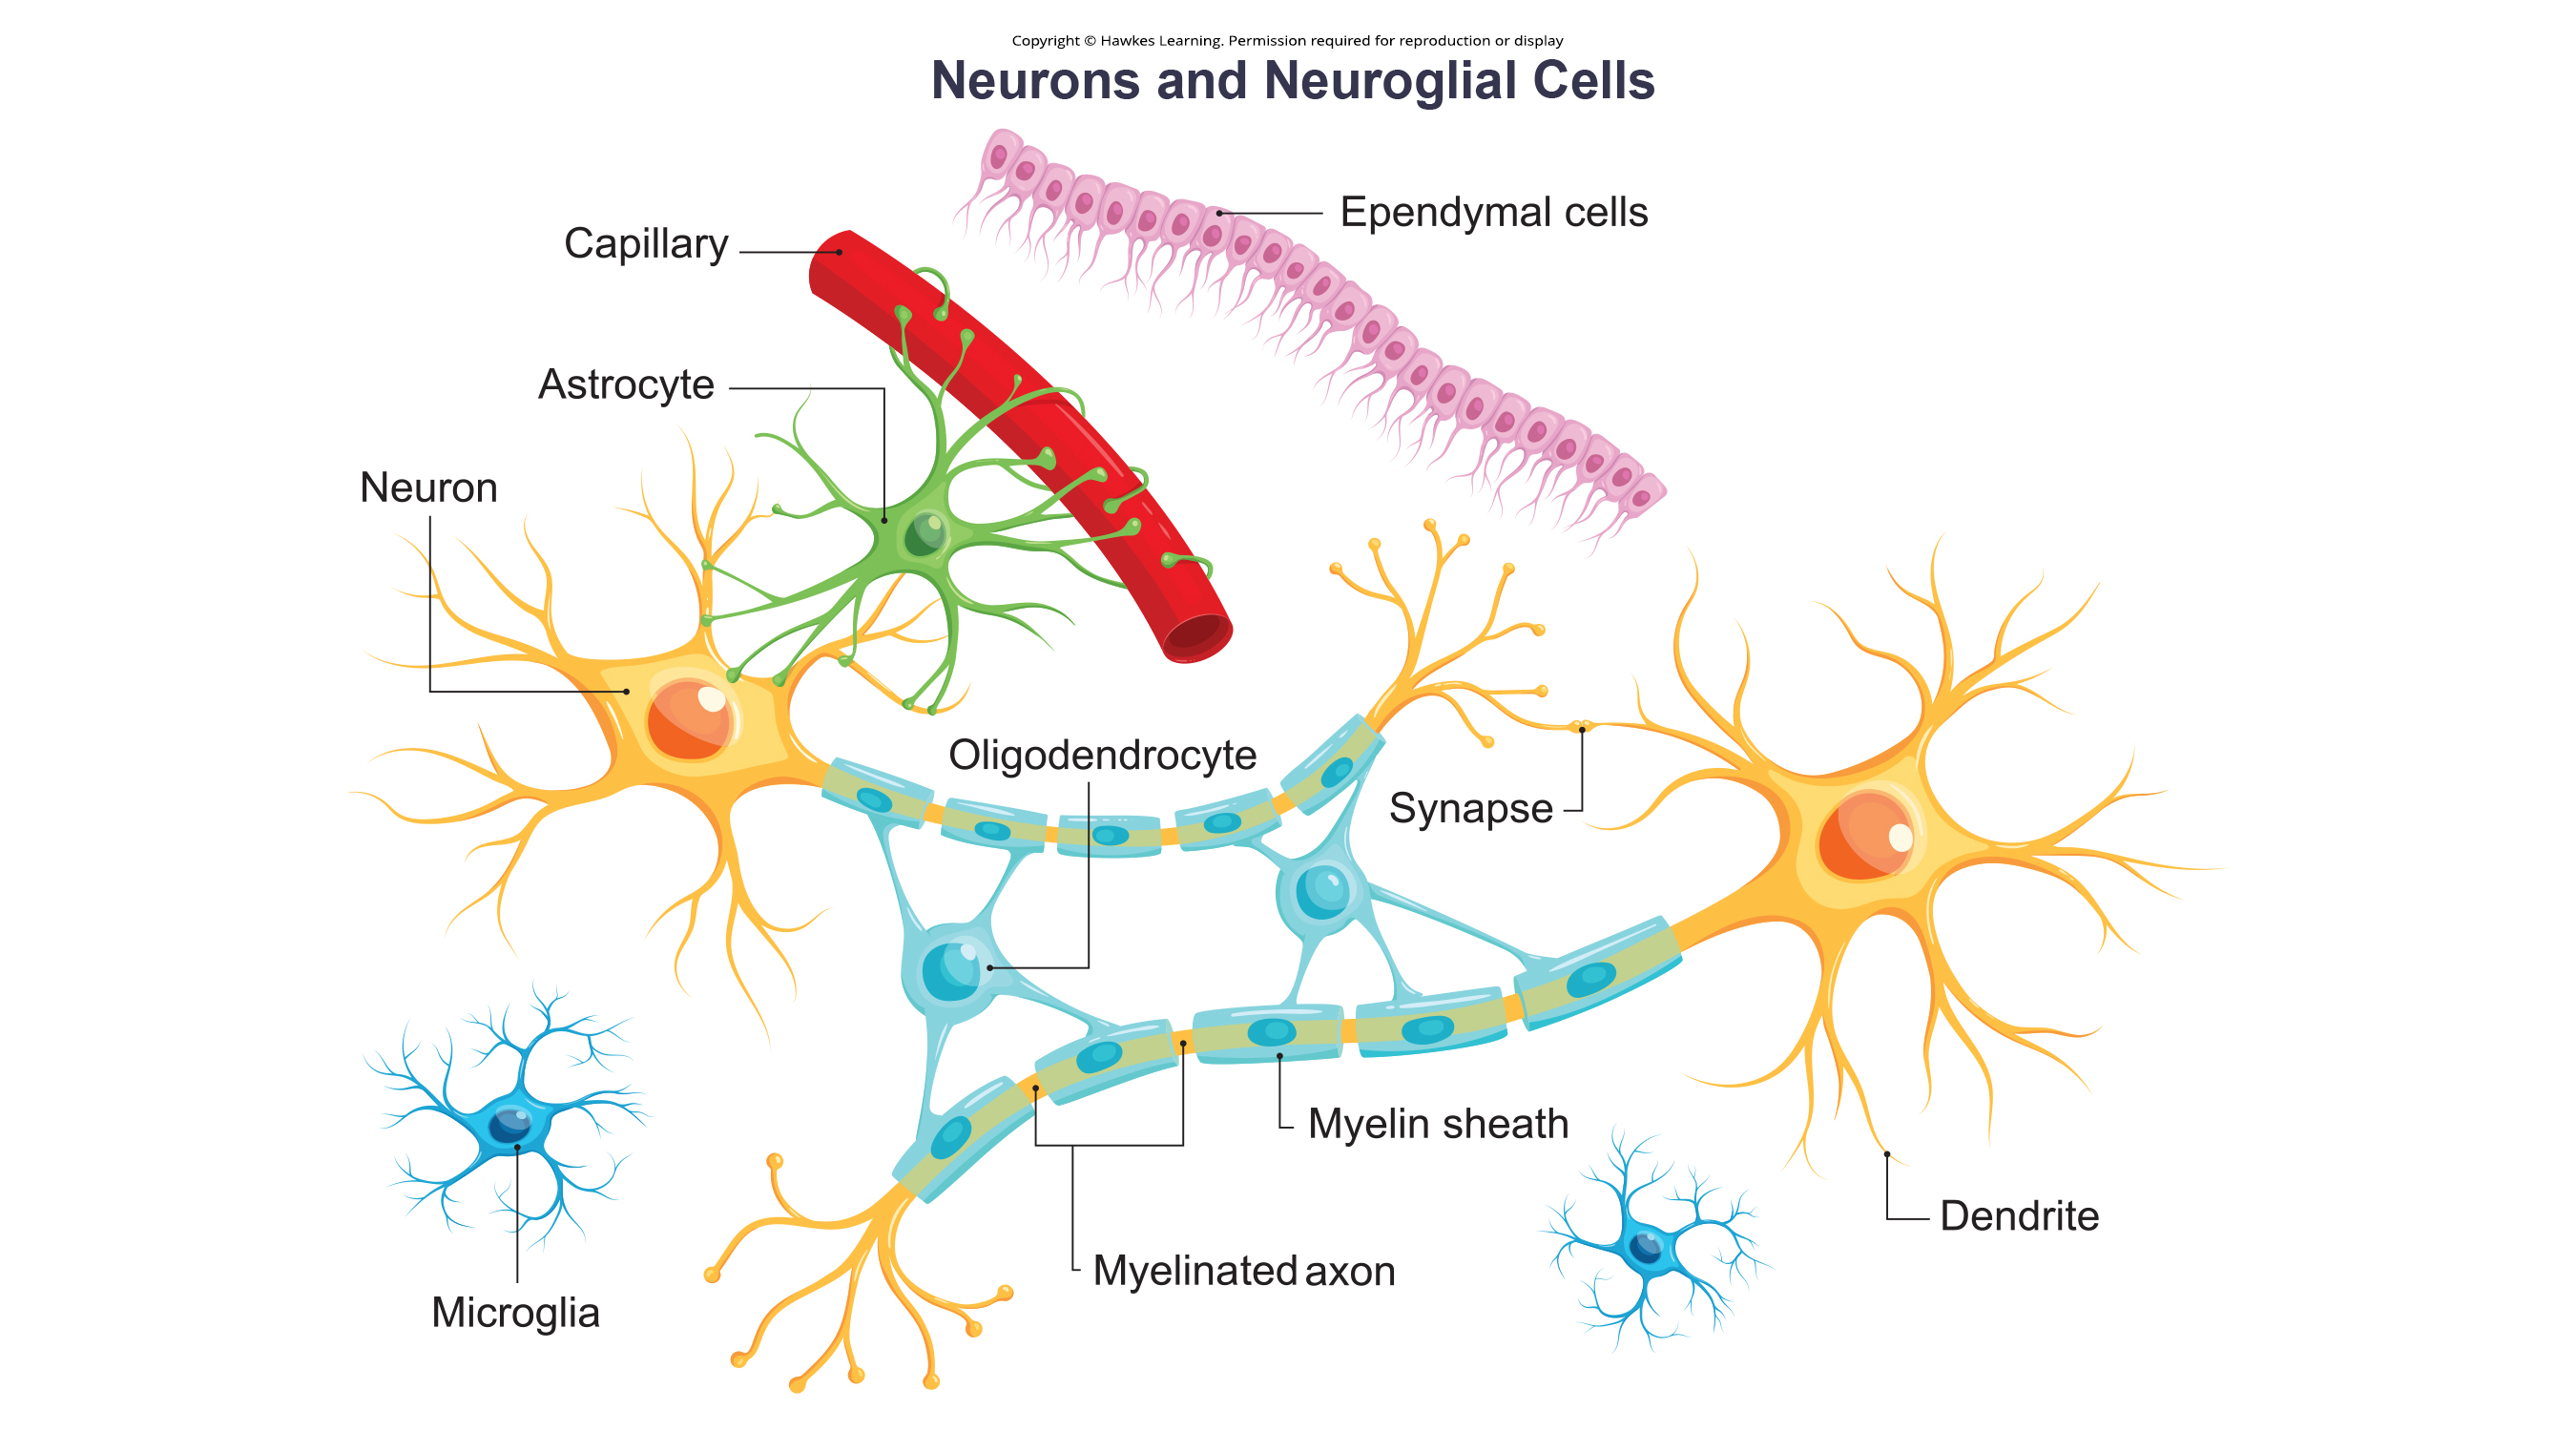 Copyright © Hawkes Learning. Permission required for reproduction or display
Neurons and Neuroglial Cells
Ependymal cells
Capillary
Astrocyte
Neuron
Oligodendrocyte
Synapse
Myelin sheath
Dendrite
Myelinated axon
Microglia